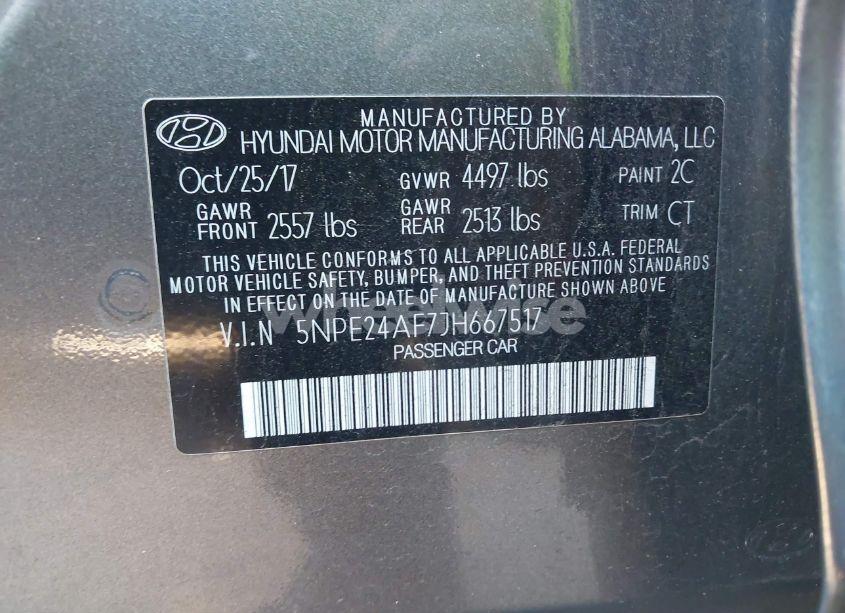 MANUFACTURED BY
HYUNDAI MOTOR MANUFACTURING ALABAMA, LLC
Oct/25/17 GVWR 4497 lbs PAINT 2C
GAWR FRONT 2557 lbs GAWR REAR 2513 lbs TRIM CT
THIS VEHICLE CONFORMS TO ALL APPLICABLE U.S.A. FEDERAL
MOTOR VEHICLE SAFETY, BUMPER, AND THEFT PREVENTION STANDARDS
IN EFFECT ON THE DATE OF MANUFACTURE SHOWN ABOVE
V.I.N 5NPE24AF7JH667517
PASSENGER CAR
wheelwise